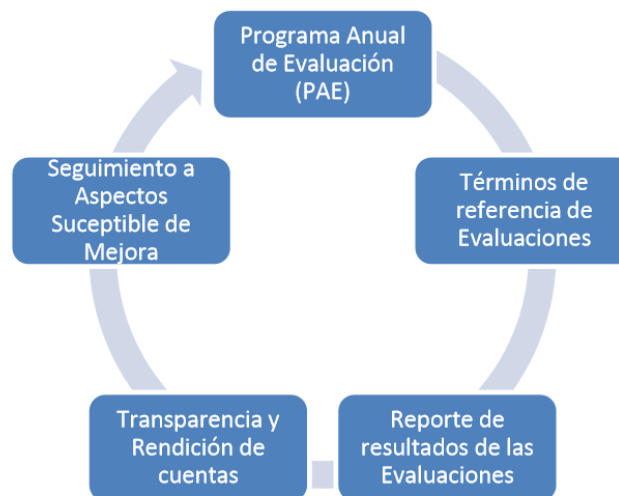 Programa Anual
de Evaluación
(PAE)
Términos de
referencia de
Evaluaciones
Reporte de
resultados de las
Evaluaciones
Transparencia y
Rendición de
cuentas
Seguimiento a
Aspectos
Suceptible de
Mejora